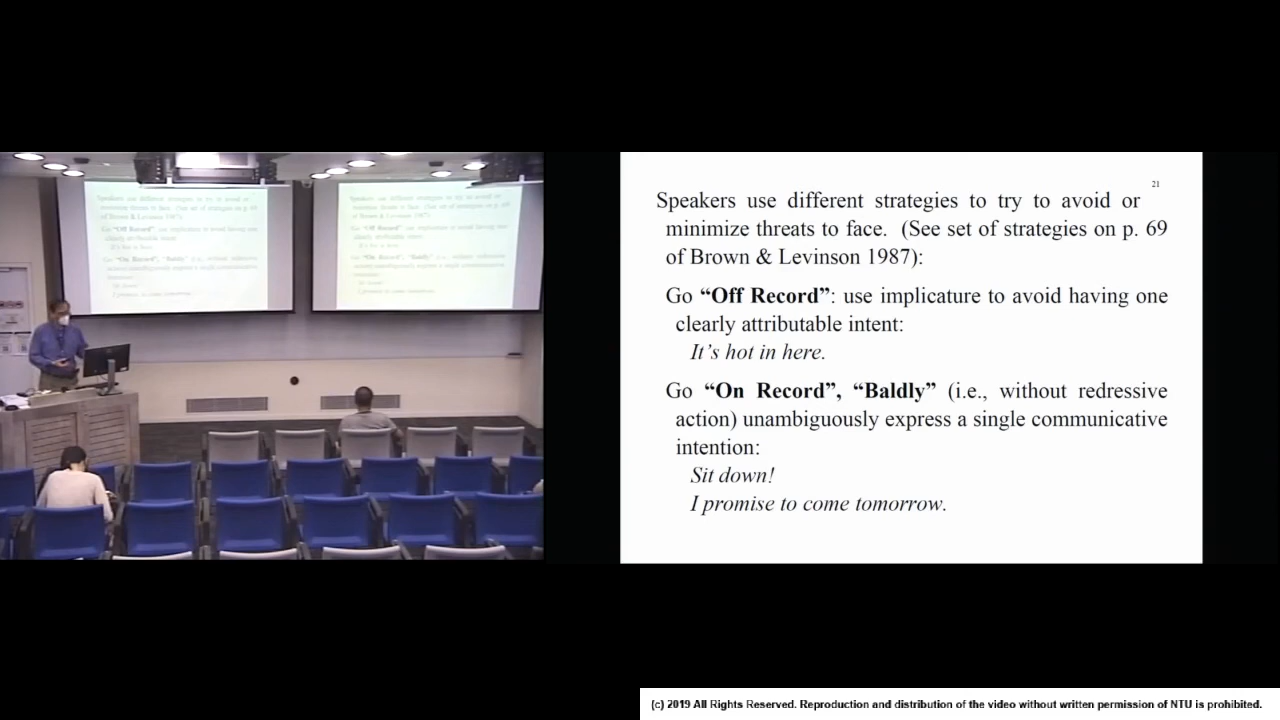 21
Speakers use different strategies to try to avoid or
minimize threats to face. (See set of strategies on p. 69
of Brown & Levinson 1987):
Go “Off Record”: use implicature to avoid having one
clearly attributable intent:
It’s hot in here.
Go “On Record”, “Baldly” (i.e., without redressive
action) unambiguously express a single communicative
intention:
Sit down!
I promise to come tomorrow.
(c) 2019 All Rights Reserved. Reproduction and distribution of the video without written permission of NTU is prohibited.